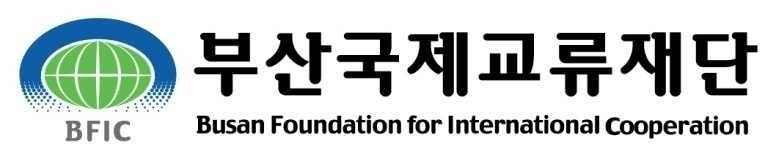 부산국제교류재단
Busan Foundation for International Cooperation
BFIC